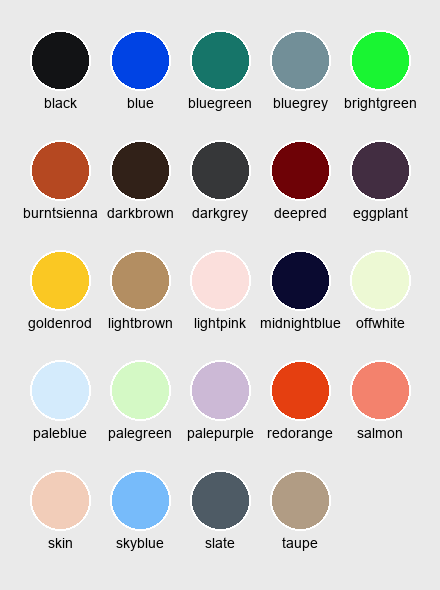 black blue bluegreen bluegrey brightgreen
burntsienna darkbrown darkgrey deepred eggplant
goldenrod lightbrown lightpink midnightblue offwhite
paleblue palegreen palepurple redorange salmon
skin skyblue slate taupe